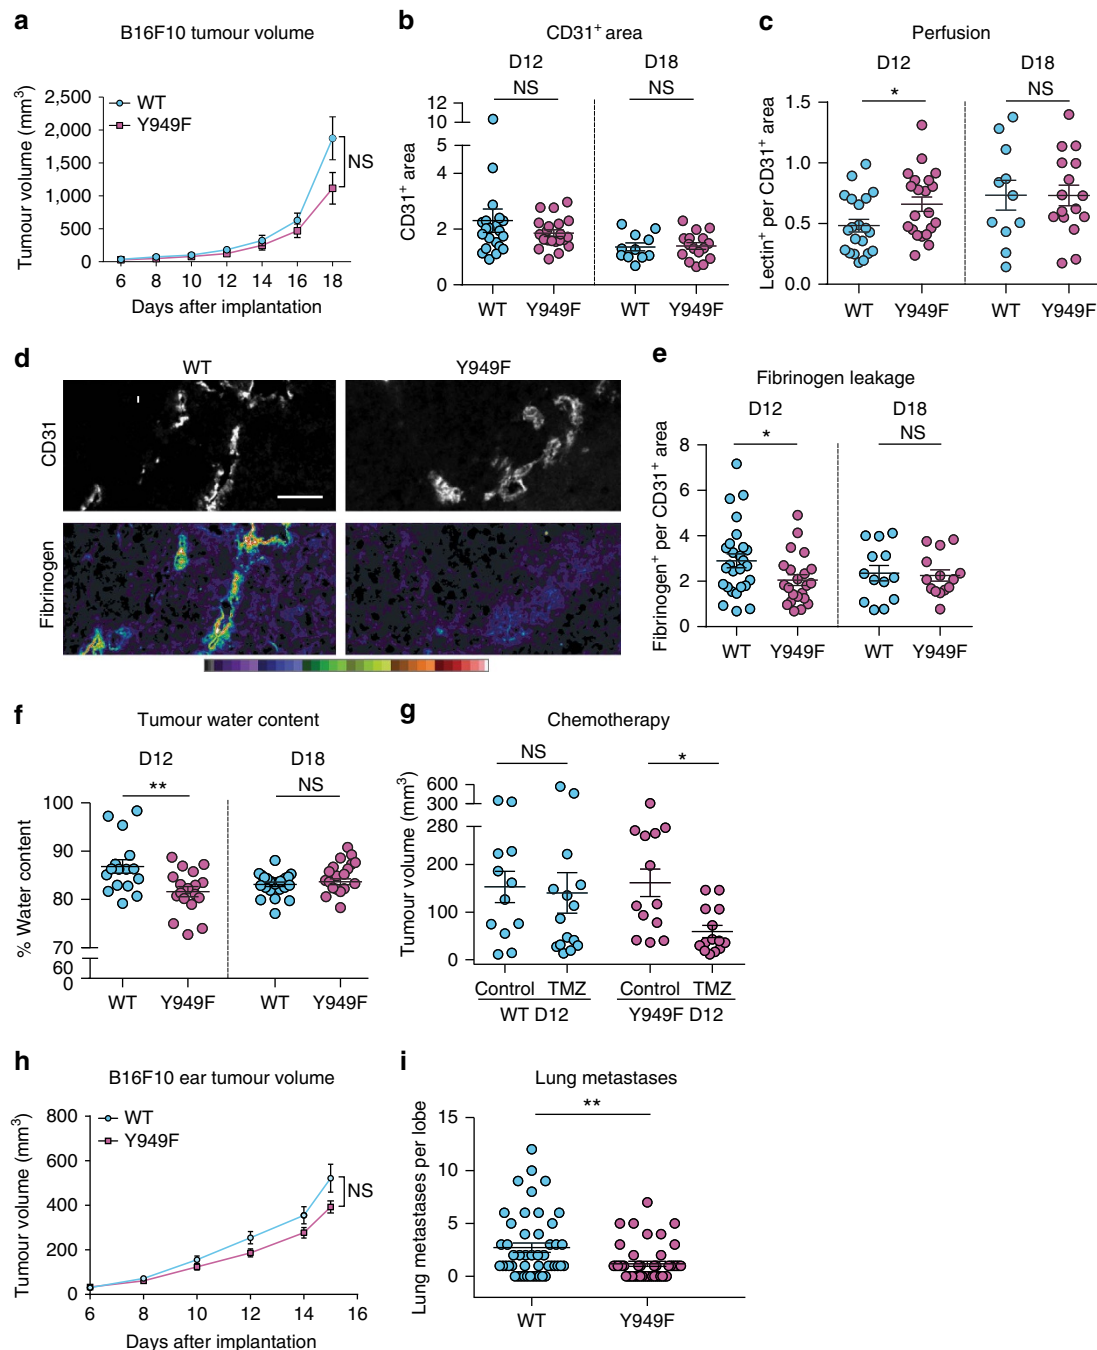 a
B16F10 tumour volume
Tumour volume (mm3)
2,500
2,000
1,500
1,000
500
0
WT
Y949F
NS
6 8 10 12 14 16 18
Days after implantation
b
CD31+ area
D12 D18
NS NS
CD31+ area
12
10
5
2
0
WT Y949F WT Y949F
c
Perfusion
D12 D18
* NS
Lectin+ per CD31+ area
1.5
1.0
0.5
0.0
WT Y949F WT Y949F
d
WT Y949F
CD31
Fibrinogen
e
Fibrinogen leakage
D12 D18
* NS
Fibrinogen+ per CD31+ area
8
6
4
2
0
WT Y949F WT Y949F
f
Tumour water content
D12 D18
** NS
% Water content
100
90
80
70
60
0
WT Y949F WT Y949F
g
Chemotherapy
NS *
Tumour volume (mm3)
600
300
280
200
100
0
Control TMZ Control TMZ
WT D12 Y949F D12
h
B16F10 ear tumour volume
Tumour volume (mm3)
800
600
400
200
0
WT
Y949F
NS
6 8 10 12 14 16
Days after implantation
i
Lung metastases
**
Lung metastases per lobe
15
10
5
0
WT Y949F